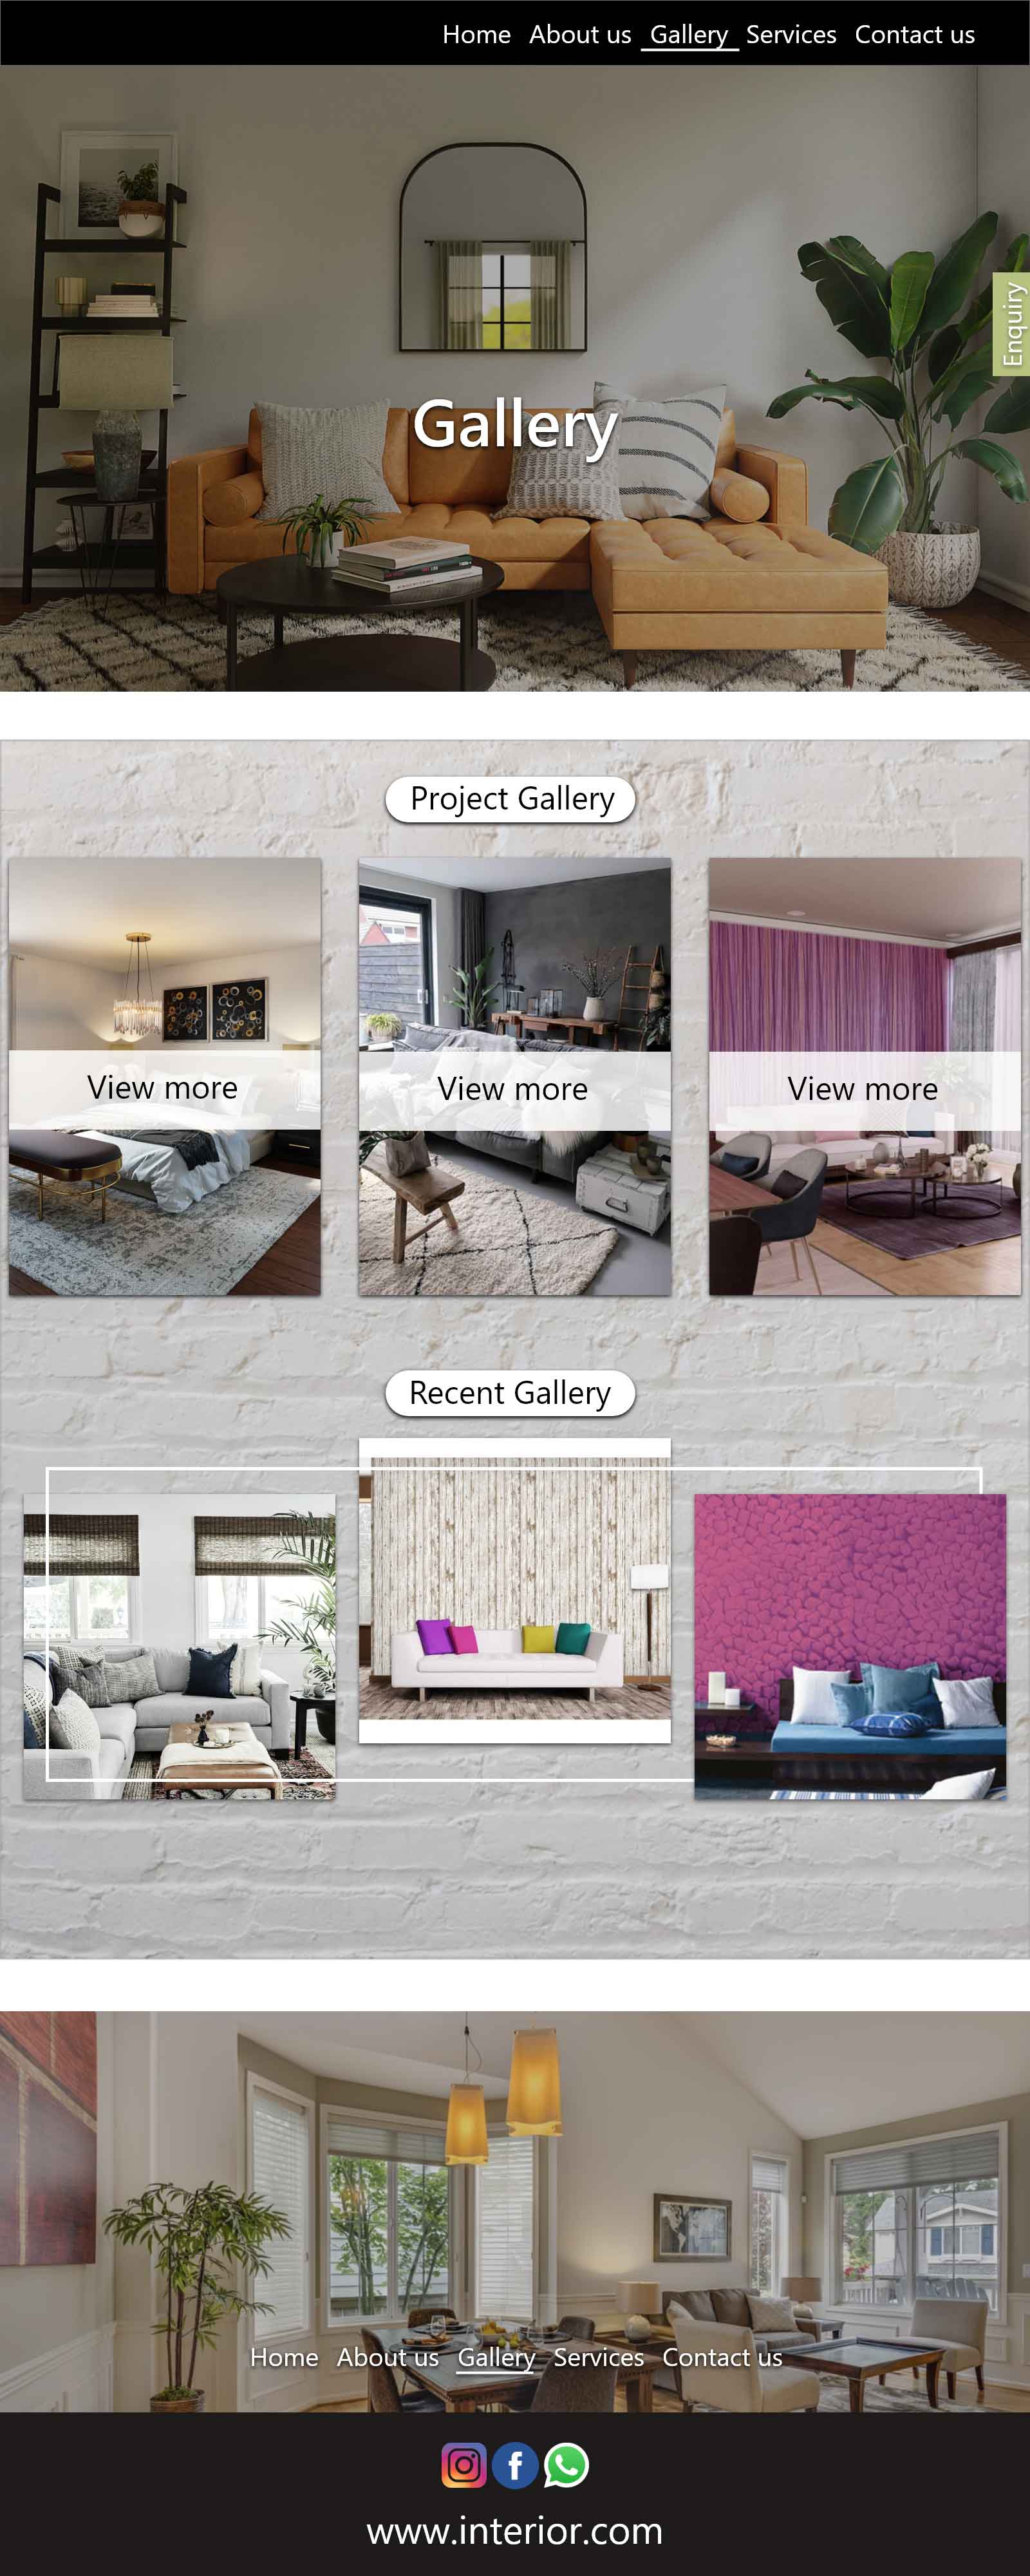 Home About us Gallery Services Contact us
Enquiry
Gallery
Project Gallery
View more View more View more
Recent Gallery
Home About us Gallery Services Contact us
www.interior.com